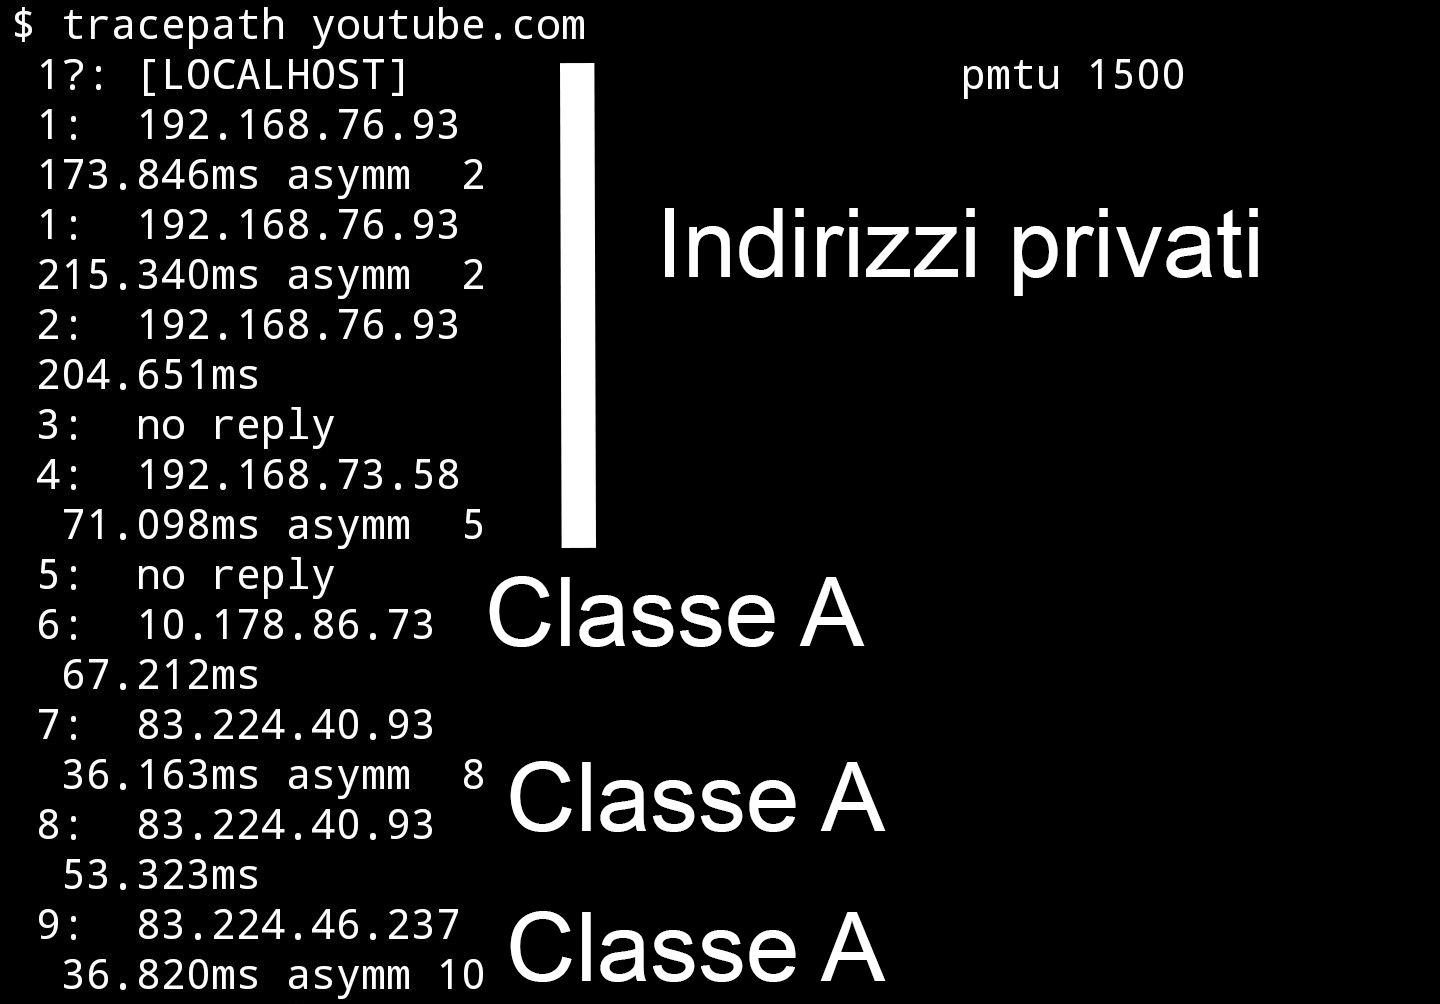 $ tracepath youtube.com
1?: [LOCALHOST] pmtu 1500
1: 192.168.76.93
173.846ms asymm 2
1: 192.168.76.93
Indirizzi privati
215.340ms asymm 2
2: 192.168.76.93
204.651ms
3: no reply
4: 192.168.73.58
71.098ms asymm 5
5: no reply
6: 10.178.86.73 Classe A
67.212ms
7: 83.224.40.93
36.163ms asymm 8 Classe A
8: 83.224.40.93
53.323ms
9: 83.224.46.237 Classe A
36.820ms asymm 10